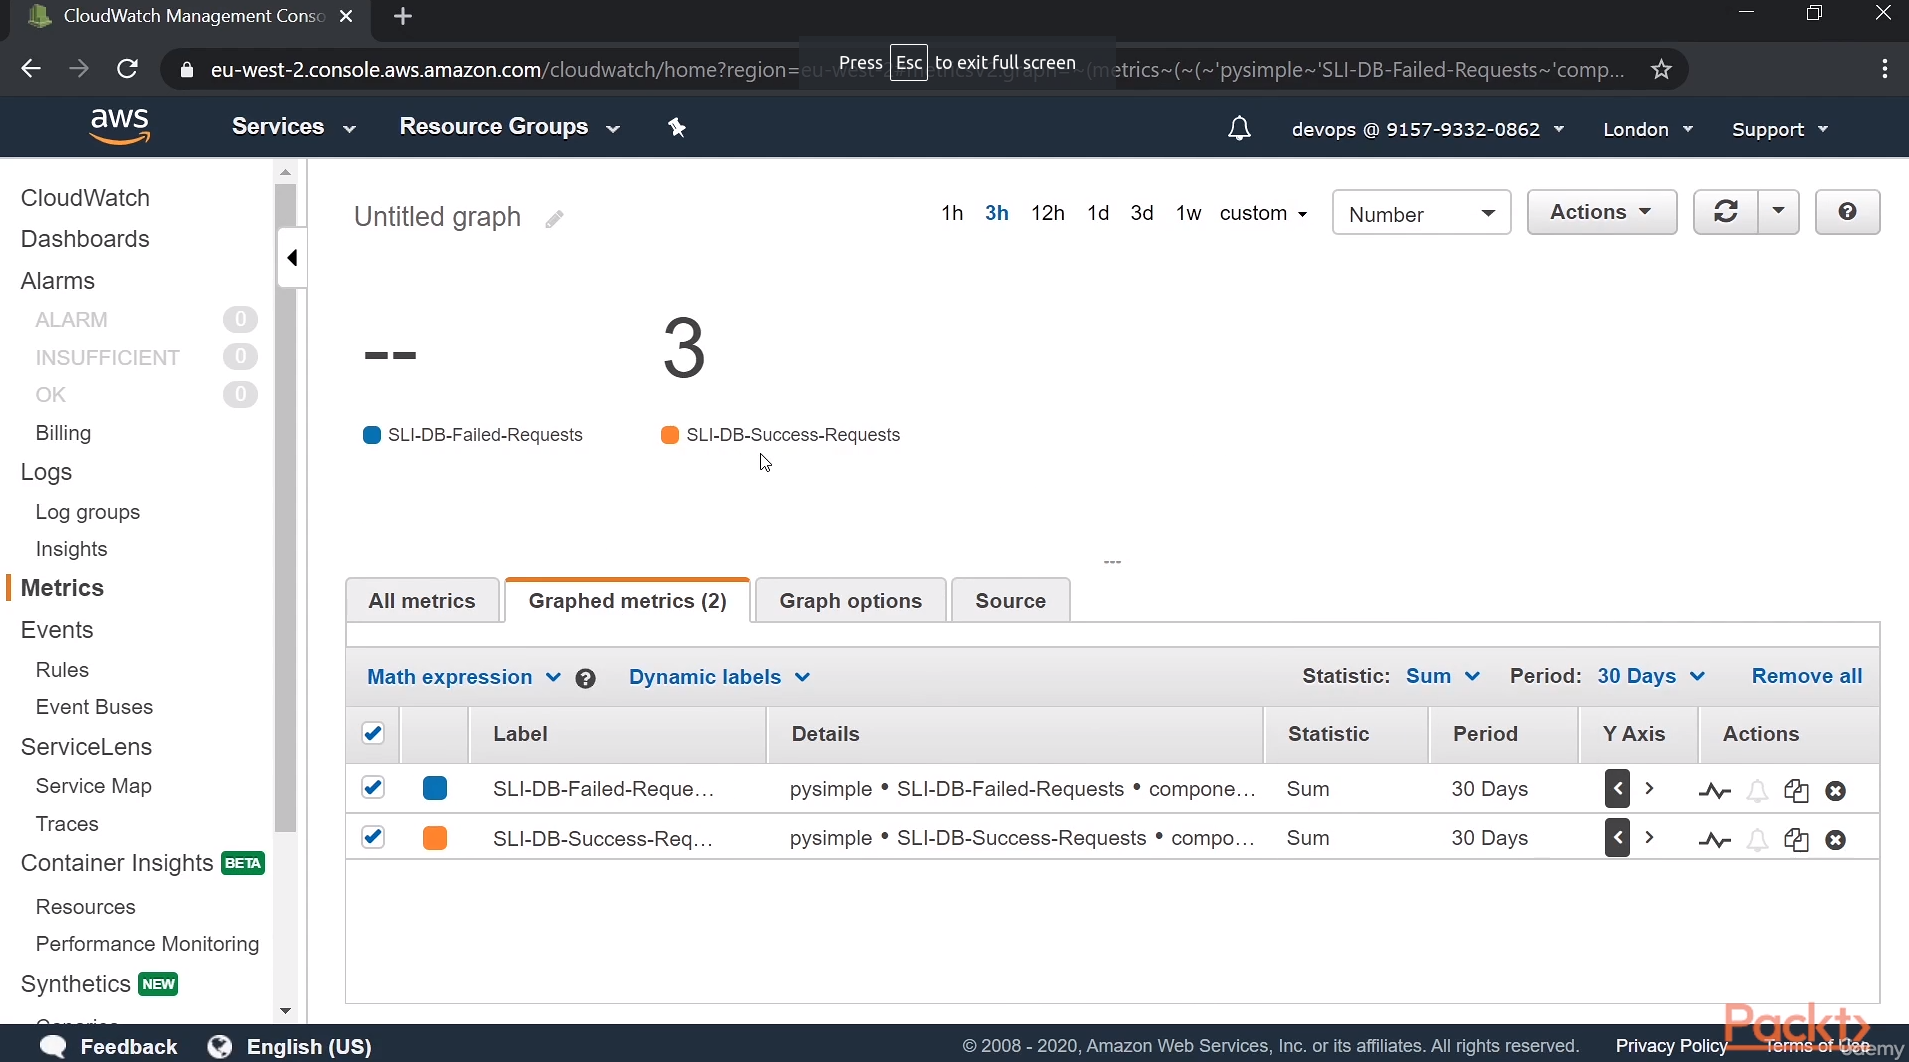 CloudWatch Management Conso
Press Esc to exit full screen
eu-west-2.console.aws.amazon.com/cloudwatch/home?region=eu-west-2#metricsV2:graph=~(metrics~(~(~'pysimple~'SLI-DB-Failed-Requests~'comp...
aws Services Resource Groups devops @ 9157-9332-0862 London Support
CloudWatch
Dashboards
Alarms
ALARM 0
INSUFFICIENT 0
OK 0
Billing
Logs
Log groups
Insights
Metrics
Events
Rules
Event Buses
ServiceLens
Service Map
Traces
Container Insights BETA
Resources
Performance Monitoring
Synthetics NEW
Canaries
Untitled graph
1h 3h 12h 1d 3d 1w custom Number Actions ?
-- 3
SLI-DB-Failed-Requests SLI-DB-Success-Requests
All metrics Graphed metrics (2) Graph options Source
Math expression ? Dynamic labels Statistic: Sum Period: 30 Days Remove all
Label Details Statistic Period Y Axis Actions
SLI-DB-Failed-Reque... pysimple • SLI-DB-Failed-Requests • compone... Sum 30 Days < >
SLI-DB-Success-Req... pysimple • SLI-DB-Success-Requests • compo... Sum 30 Days < >
Packt>
Feedback English (US) © 2008 - 2020, Amazon Web Services, Inc. or its affiliates. All rights reserved. Privacy Policy Terms of Use
udemy